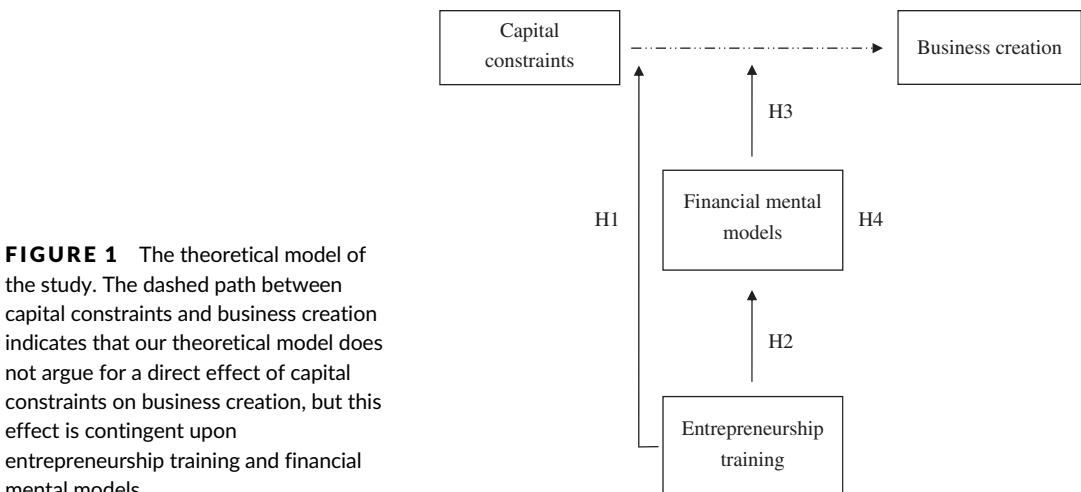 Capital
constraints
Business creation
H3
Financial mental
models
H1
H4
H2
Entrepreneurship
training
FIGURE 1 The theoretical model of
the study. The dashed path between
capital constraints and business creation
indicates that our theoretical model does
not argue for a direct effect of capital
constraints on business creation, but this
effect is contingent upon
entrepreneurship training and financial
mental models